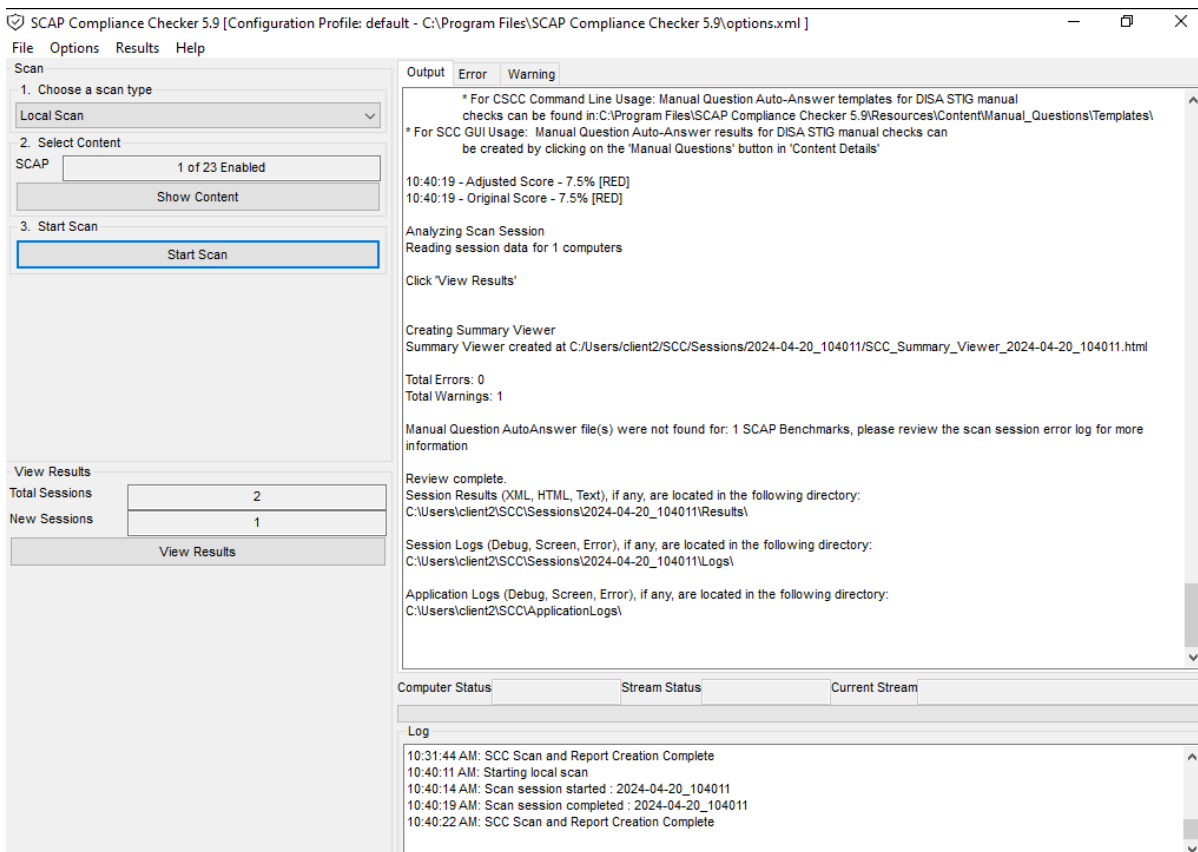 SCAP Compliance Checker 5.9 [Configuration Profile: default - C:\Program Files\SCAP Compliance Checker 5.9\options.xml ]
File Options Results Help
Scan
1. Choose a scan type
Local Scan
2. Select Content
SCAP
1 of 23 Enabled
Show Content
3. Start Scan
Start Scan
View Results
Total Sessions
2
New Sessions
1
View Results
Output Error Warning
* For CSCC Command Line Usage: Manual Question Auto-Answer templates for DISA STIG manual
checks can be found in:C:\Program Files\SCAP Compliance Checker 5.9\Resources\Content\Manual_Questions\Templates\
* For SCC GUI Usage: Manual Question Auto-Answer results for DISA STIG manual checks can
be created by clicking on the 'Manual Questions' button in 'Content Details'
10:40:19 - Adjusted Score - 7.5% [RED]
10:40:19 - Original Score - 7.5% [RED]
Analyzing Scan Session
Reading session data for 1 computers
Click 'View Results'
Creating Summary Viewer
Summary Viewer created at C:/Users/client2/SCC/Sessions/2024-04-20_104011/SCC_Summary_Viewer_2024-04-20_104011.html
Total Errors: 0
Total Warnings: 1
Manual Question AutoAnswer file(s) were not found for: 1 SCAP Benchmarks, please review the scan session error log for more
information
Review complete.
Session Results (XML, HTML, Text), if any, are located in the following directory:
C:\Users\client2\SCC\Sessions\2024-04-20_104011\Results\
Session Logs (Debug, Screen, Error), if any, are located in the following directory:
C:\Users\client2\SCC\Sessions\2024-04-20_104011\Logs\
Application Logs (Debug, Screen, Error), if any, are located in the following directory:
C:\Users\client2\SCC\ApplicationLogs\
Computer Status
Stream Status
Current Stream
Log
10:31:44 AM: SCC Scan and Report Creation Complete
10:40:11 AM: Starting local scan
10:40:14 AM: Scan session started : 2024-04-20_104011
10:40:19 AM: Scan session completed : 2024-04-20_104011
10:40:22 AM: SCC Scan and Report Creation Complete